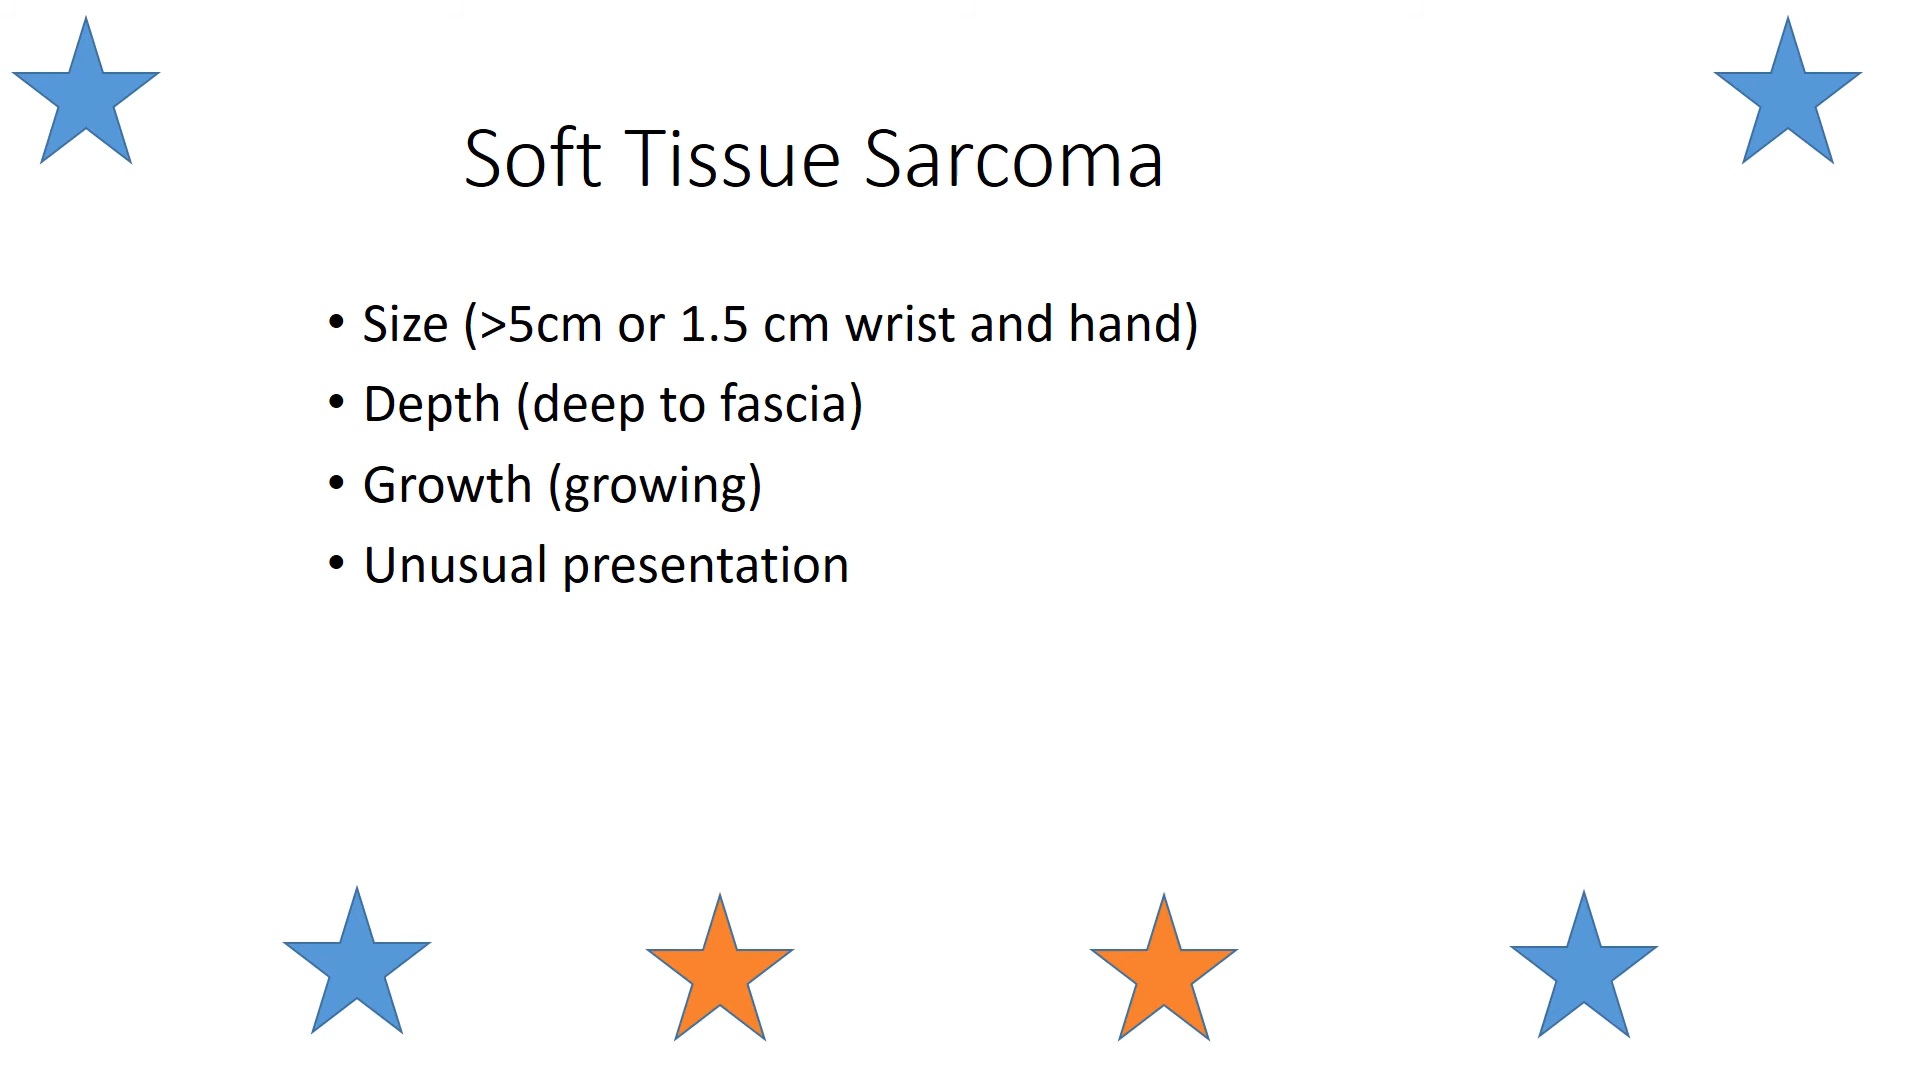 Soft Tissue Sarcoma
• Size (>5cm or 1.5 cm wrist and hand)
• Depth (deep to fascia)
• Growth (growing)
• Unusual presentation